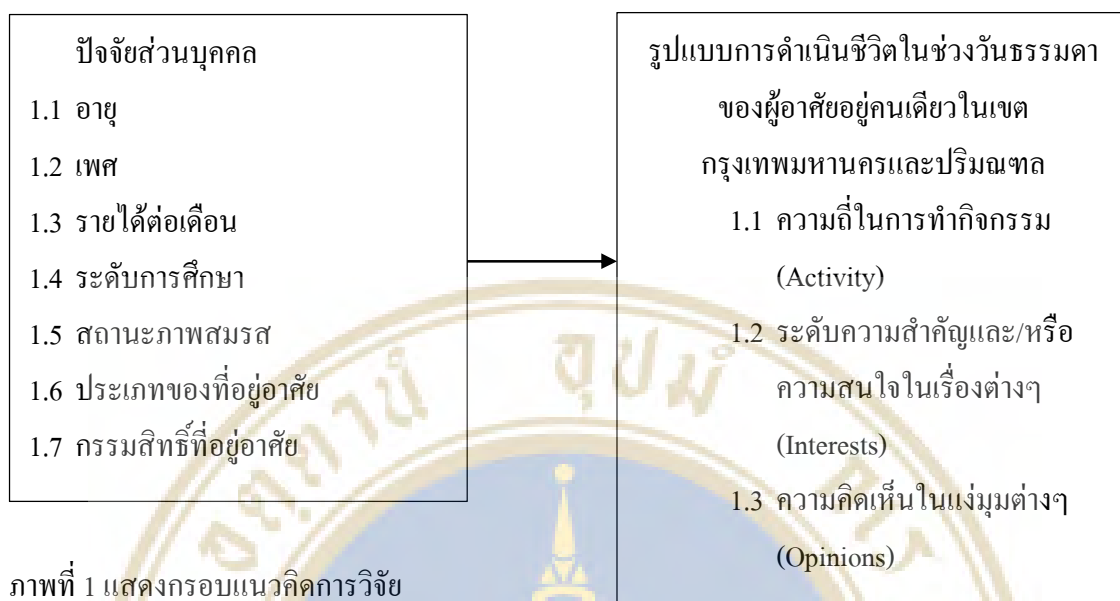 ปัจจัยส่วนบุคคล
1.1 อายุ
1.2 เพศ
1.3 รายได้ต่อเดือน
1.4 ระดับการศึกษา
1.5 สถานะภาพสมรส
1.6 ประเภทของที่อยู่อาศัย
1.7 กรรมสิทธิ์ที่อยู่อาศัย
รูปแบบการดำเนินชีวิตในช่วงวันธรรมดา
ของผู้อาศัยอยู่คนเดียวในเขต
กรุงเทพมหานครและปริมณฑล
1.1 ความถี่ในการทำกิจกรรม
(Activity)
1.2 ระดับความสำคัญและ/หรือ
ความสนใจในเรื่องต่างๆ
(Interests)
1.3 ความคิดเห็นในแง่มุมต่างๆ
(Opinions)
ภาพที่ 1 แสดงกรอบแนวคิดการวิจัย
อตฺตานํ อุปมํ กเร